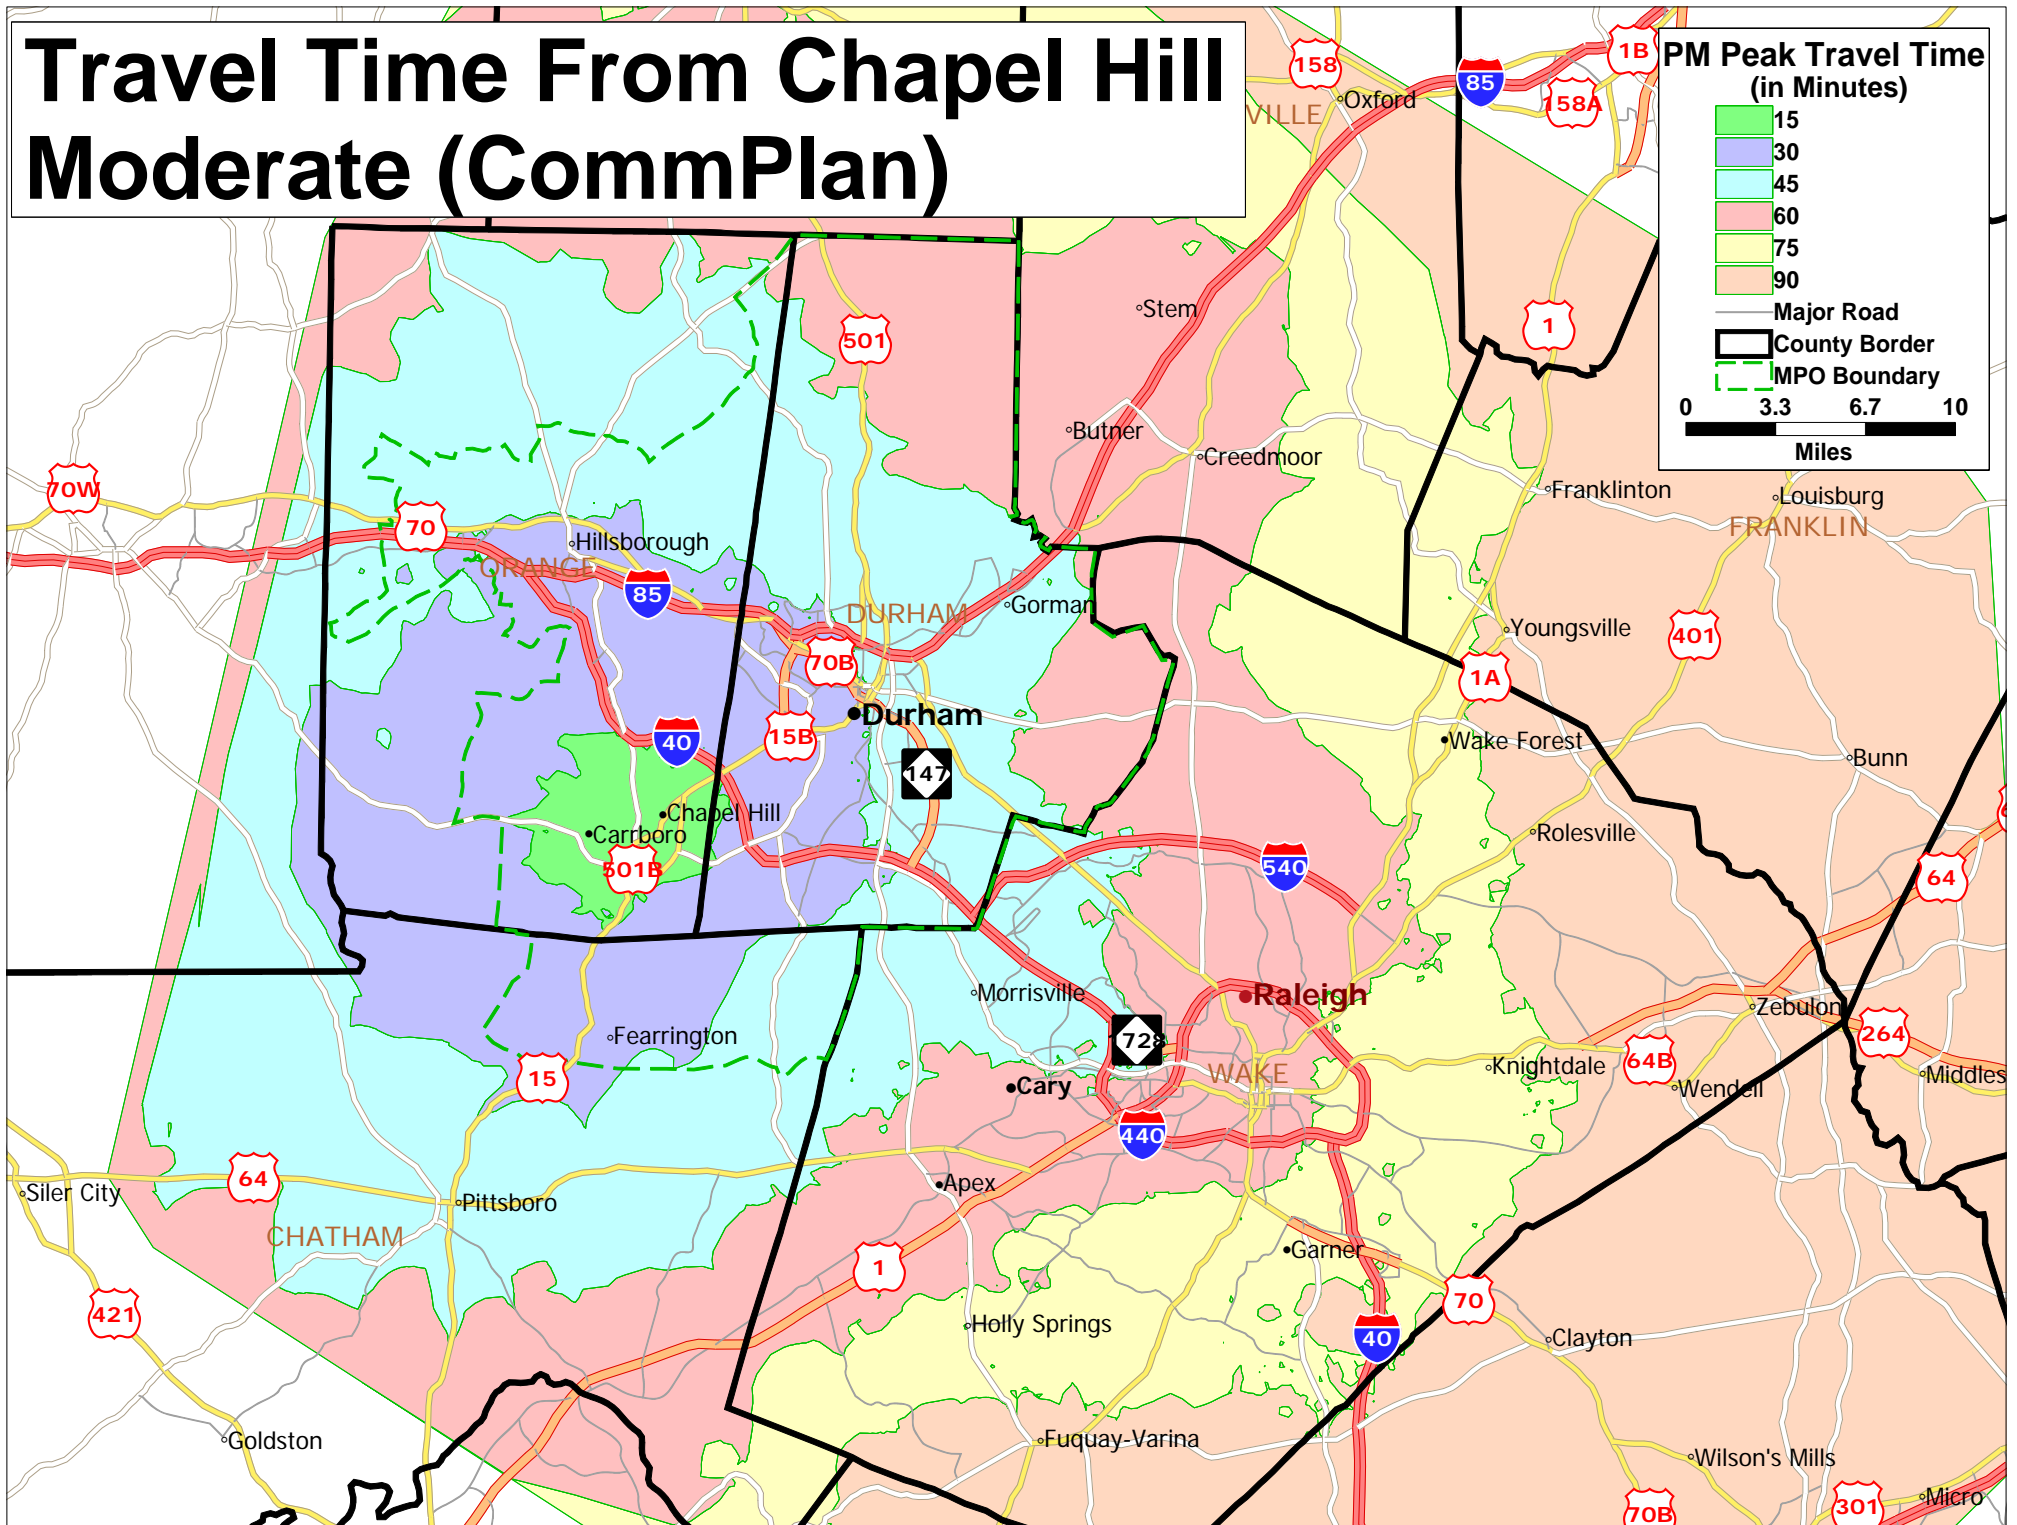 Travel Time From Chapel Hill
Moderate (CommPlan)
PM Peak Travel Time
(in Minutes)
15
30
45
60
75
90
Major Road
County Border
MPO Boundary
0 3.3 6.7 10
Miles
158
85
1B
158A
VILLE
Oxford
Stem
501
1
Butner
Creedmoor
70W
70
Franklinton
Louisburg
FRANKLIN
Hillsborough
ORANGE
85
DURHAM
Gorman
Youngsville
401
70B
1A
Durham
40
15B
147
Wake Forest
Bunn
Chapel Hill
Carrboro
501B
540
Rolesville
64
Morrisville
Raleigh
Zebulon
Fearrington
1728
264
15
Cary
WAKE
Knightdale
64B
Wendell
Middles
440
64
Siler City
Pittsboro
Apex
CHATHAM
Garner
1
421
Holly Springs
70
40
Clayton
Goldston
Fuquay-Varina
Wilson's Mills
70B
301
Micro